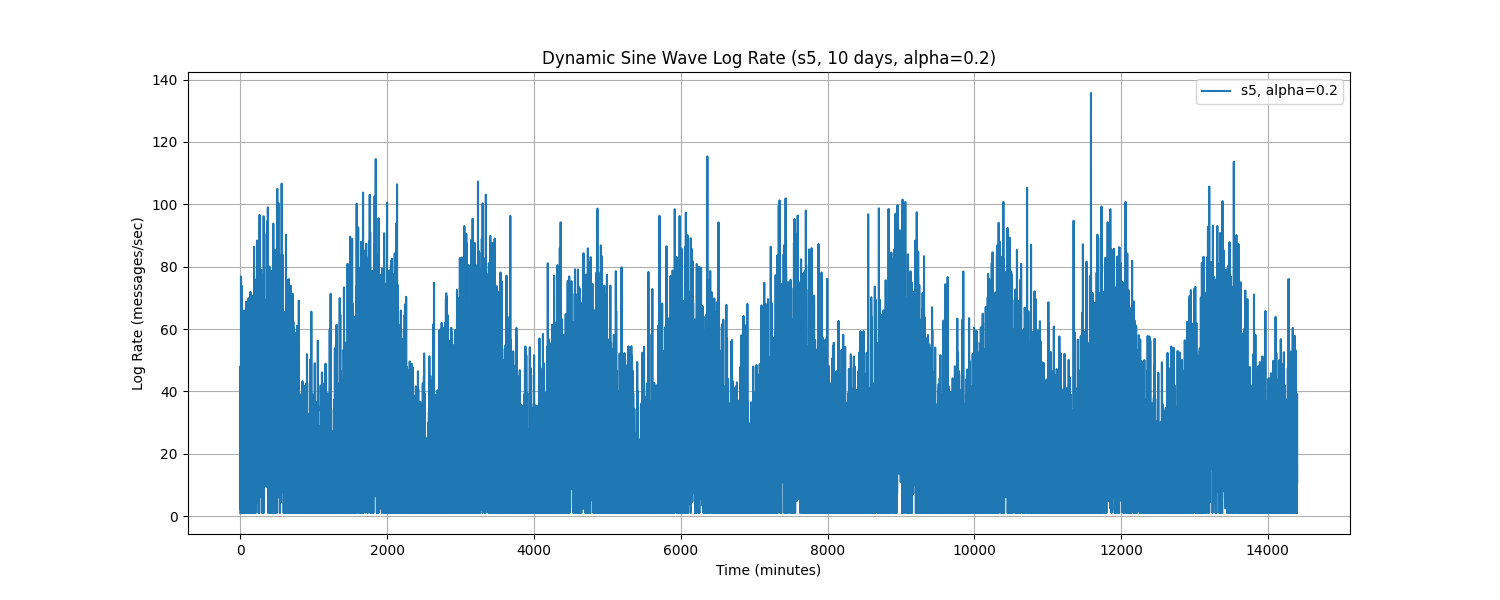 Dynamic Sine Wave Log Rate (s5, 10 days, alpha=0.2)
s5, alpha=0.2
Log Rate (messages/sec)
140
120
100
80
60
40
20
0
0 2000 4000 6000 8000 10000 12000 14000
Time (minutes)